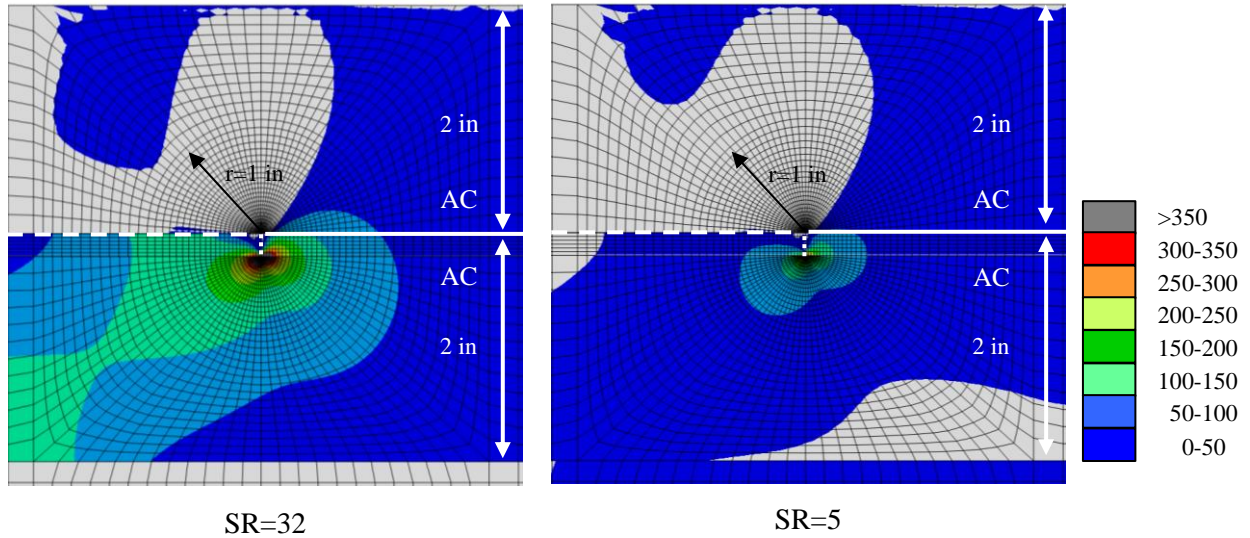 2 in
r=1 in
AC
AC
2 in
SR=32
2 in
r=1 in
AC
AC
2 in
SR=5
>350
300-350
250-300
200-250
150-200
100-150
50-100
0-50